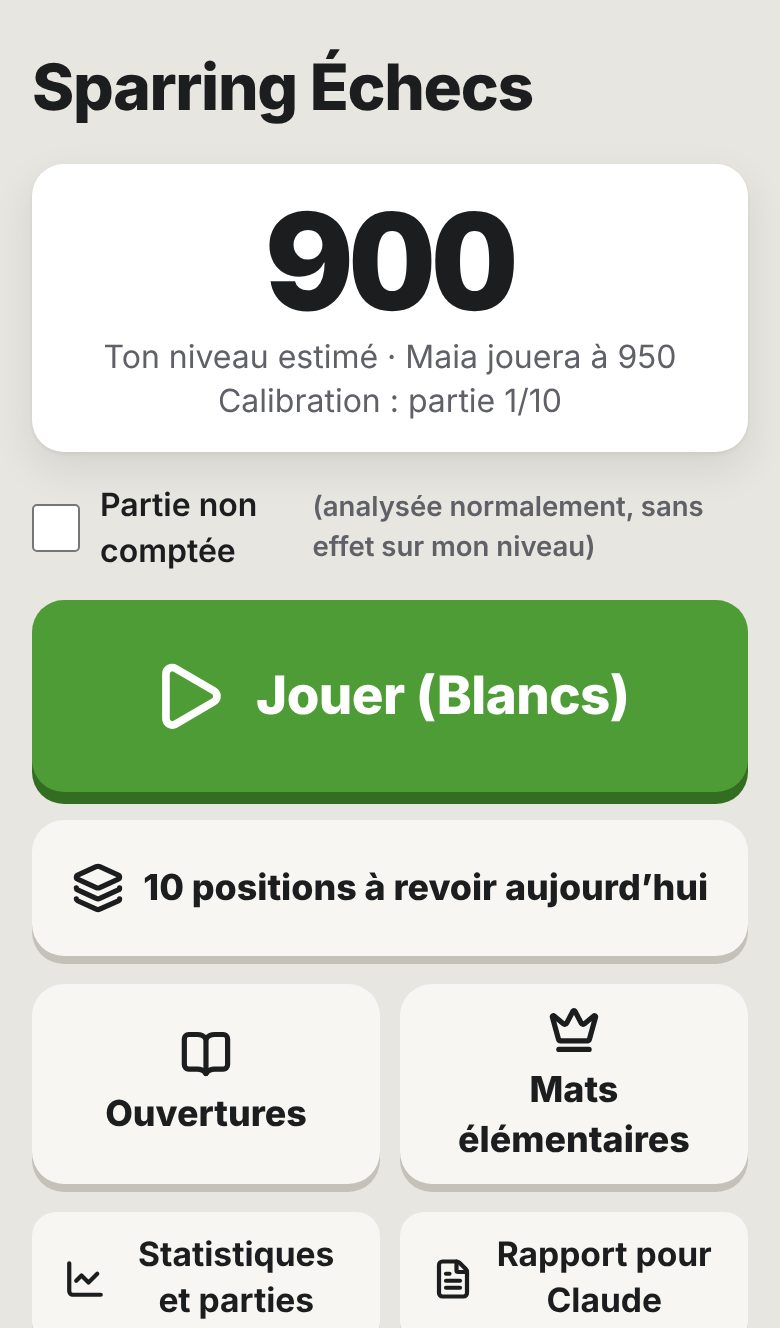 Sparring Échecs
900
Ton niveau estimé · Maia jouera à 950
Calibration : partie 1/10
Partie non
comptée
(analysée normalement, sans
effet sur mon niveau)
Jouer (Blancs)
10 positions à revoir aujourd’hui
Ouvertures
Mats
élémentaires
Statistiques
et parties
Rapport pour
Claude